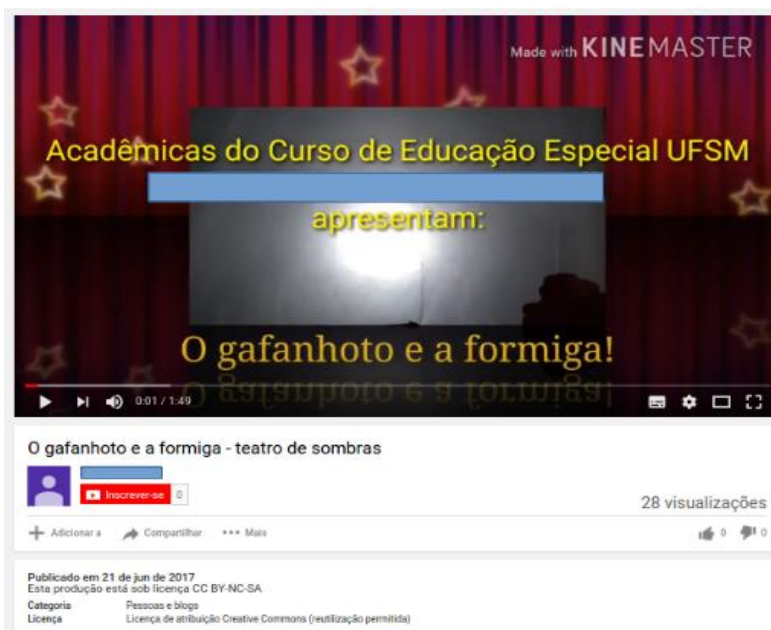 Made with KINEMASTER
Acadêmicas do Curso de Educação Especial UFSM
apresentam:
O gafanhoto e a formiga!
0:01 / 1:49
O gafanhoto e a formiga - teatro de sombras
Inscrever-se 0
28 visualizações
Adicionar a Compartilhar ••• Mais 0 0
Publicado em 21 de jun de 2017
Esta produção está sob licença CC BY-NC-SA
Categoria Pessoas e blogs
Licença Licença de atribuição Creative Commons (reutilização permitida)